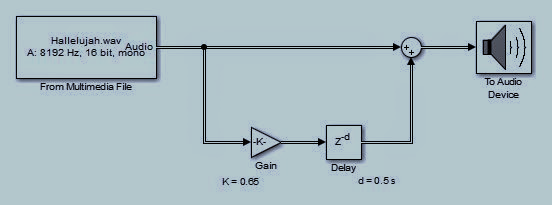 Hallelujah.wav
Audio
A: 8192 Hz, 16 bit, mono
From Multimedia File
+
+
To Audio
Device
-K-
Gain
K = 0.65
Z-d
Delay
d = 0.5 s